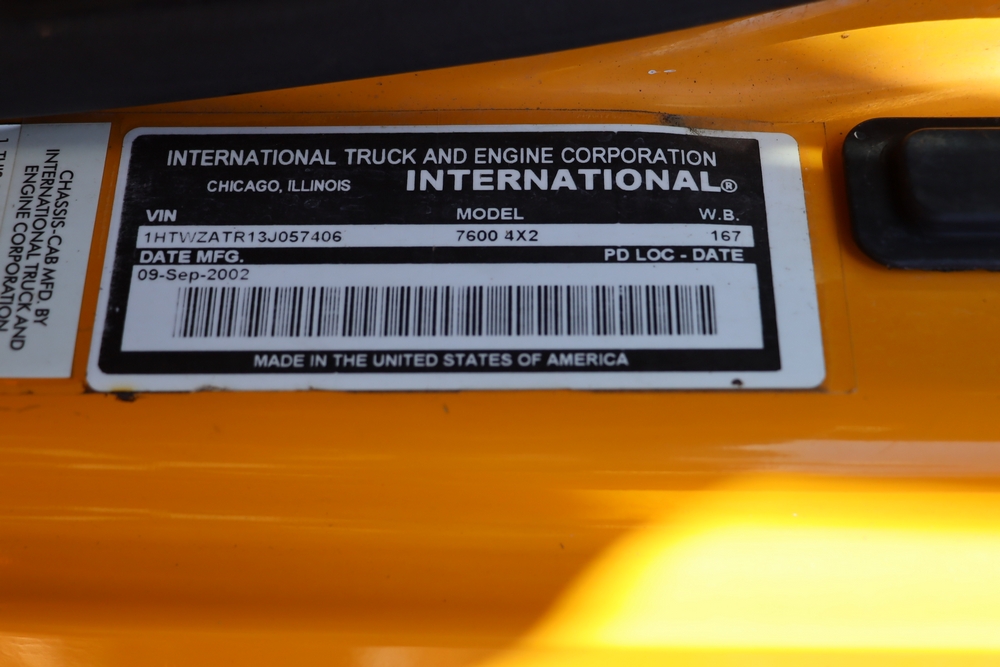 CHASSIS-CAB MFD. BY
INTERNATIONAL TRUCK AND
ENGINE CORPORATION
INTERNATIONAL TRUCK AND ENGINE CORPORATION
CHICAGO, ILLINOIS INTERNATIONAL®
VIN MODEL W.B.
1HTWZATR13J057406 7600 4X2 167
DATE MFG. PD LOC - DATE
09-Sep-2002
MADE IN THE UNITED STATES OF AMERICA